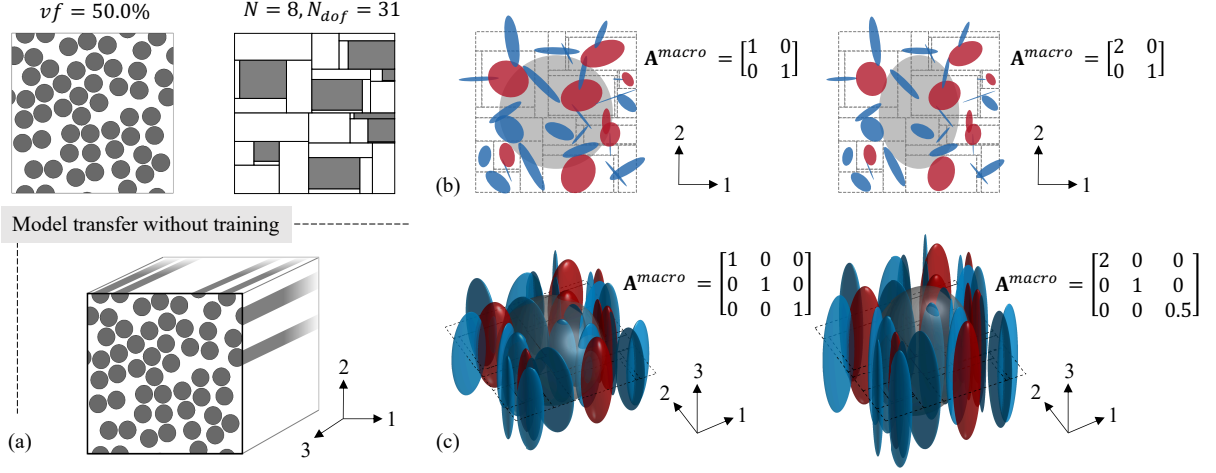 vf = 50.0%
N = 8, N_dof = 31
Model transfer without training
2
1
3
(a)
A^macro = [1 0
0 1]
2
1
(b)
A^macro = [2 0
0 1]
2
1
A^macro = [1 0 0
0 1 0
0 0 1]
3
2
1
(c)
A^macro = [2 0 0
0 1 0
0 0 0.5]
3
2
1